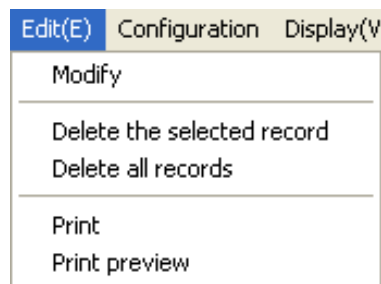 Edit(E) Configuration Display(V
Modify
Delete the selected record
Delete all records
Print
Print preview